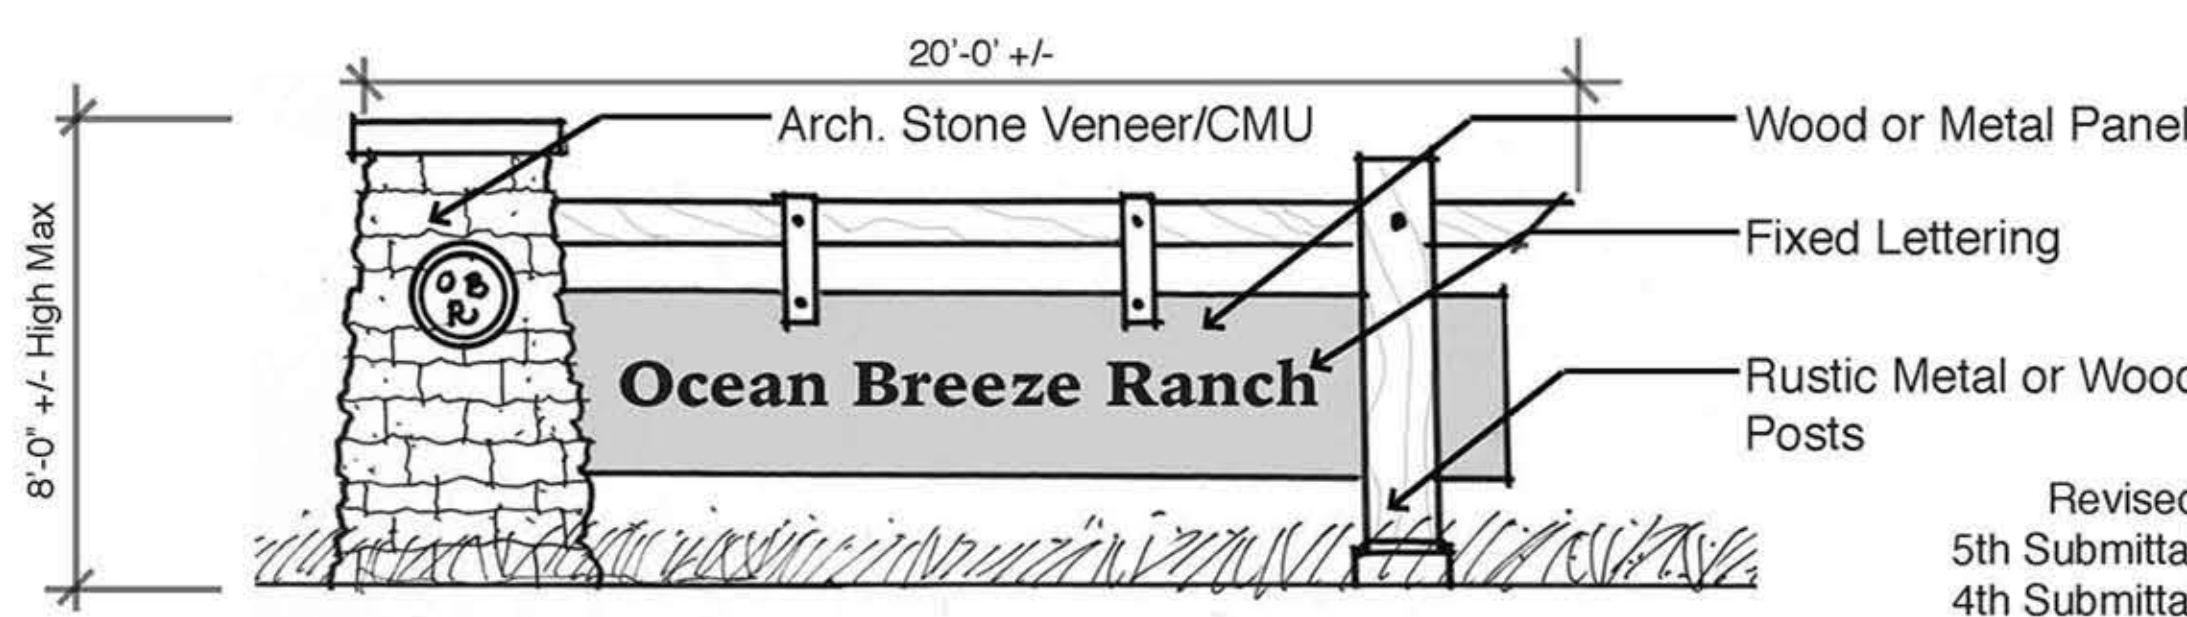 20'-0' +/-
Arch. Stone Veneer/CMU
Wood or Metal Panel
8'-0" +/- High Max
O B
R
Fixed Lettering
Ocean Breeze Ranch
Rustic Metal or Wood
Posts
Revised
5th Submitta
4th Submitta